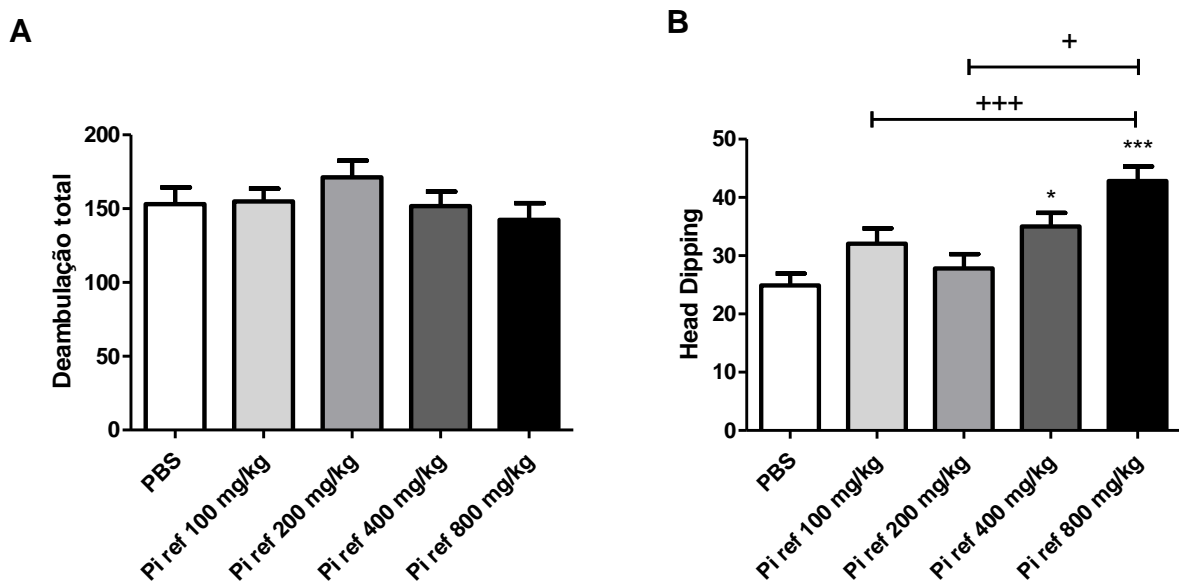 A
Deambulação total
200
150
100
50
0
PBS
Pi ref 100 mg/kg
Pi ref 200 mg/kg
Pi ref 400 mg/kg
Pi ref 800 mg/kg
B
+
+++
***
*
Head Dipping
50
40
30
20
10
0
PBS
Pi ref 100 mg/kg
Pi ref 200 mg/kg
Pi ref 400 mg/kg
Pi ref 800 mg/kg